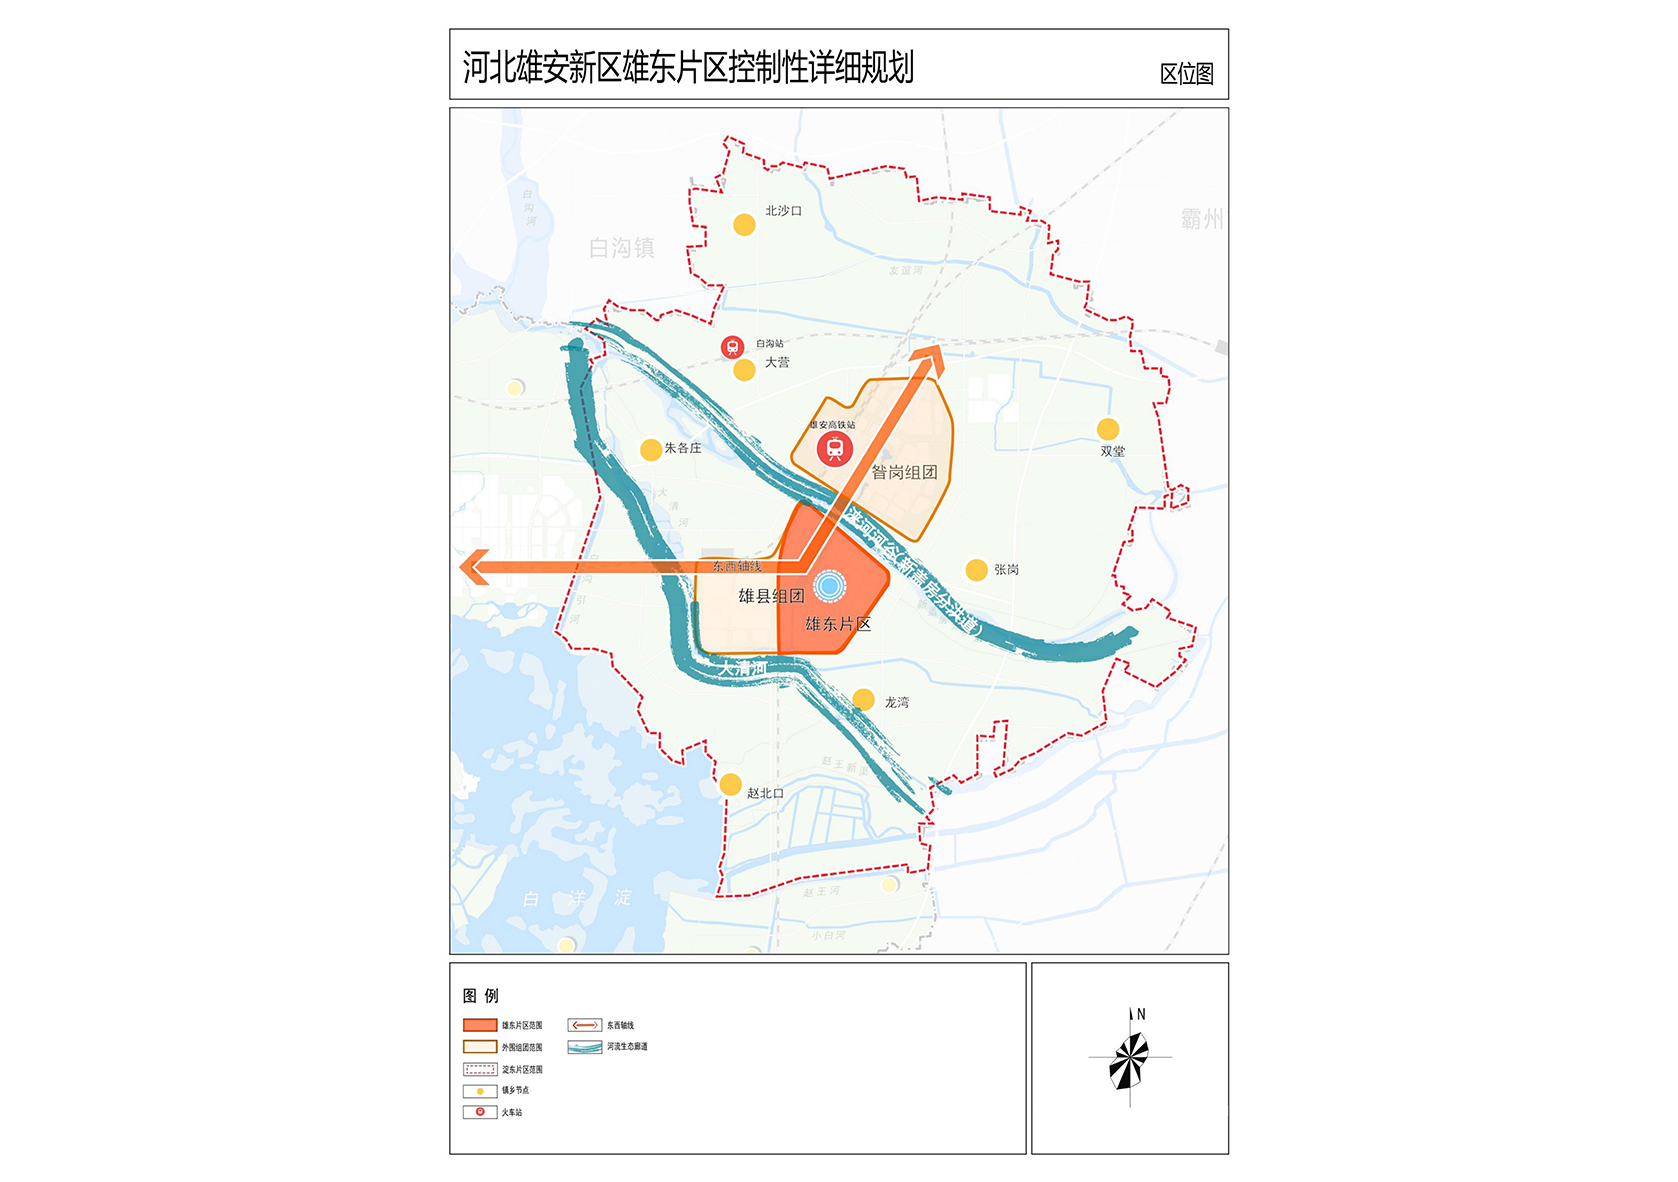 河北雄安新区雄东片区控制性详细规划
区位图
北沙口
霸州
白沟河
白沟镇
友谊河
白沟站
大营
雄安高铁站
双堂
朱各庄
昝岗组团
大清河
滹河河谷(新盖房分洪道)
东西轴线
张岗
白沟引河
雄县组团
雄东片区
大清河
龙湾
赵王新渠
赵北口
白洋淀
赵王河
小白河
图 例
雄东片区范围
东西轴线
外围组团范围
河流生态廊道
淀东片区范围
镇乡节点
火车站
N